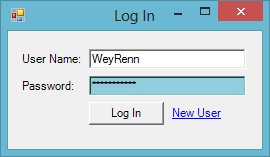 Log In
User Name: WeyRenn
Password: ***********
Log In New User